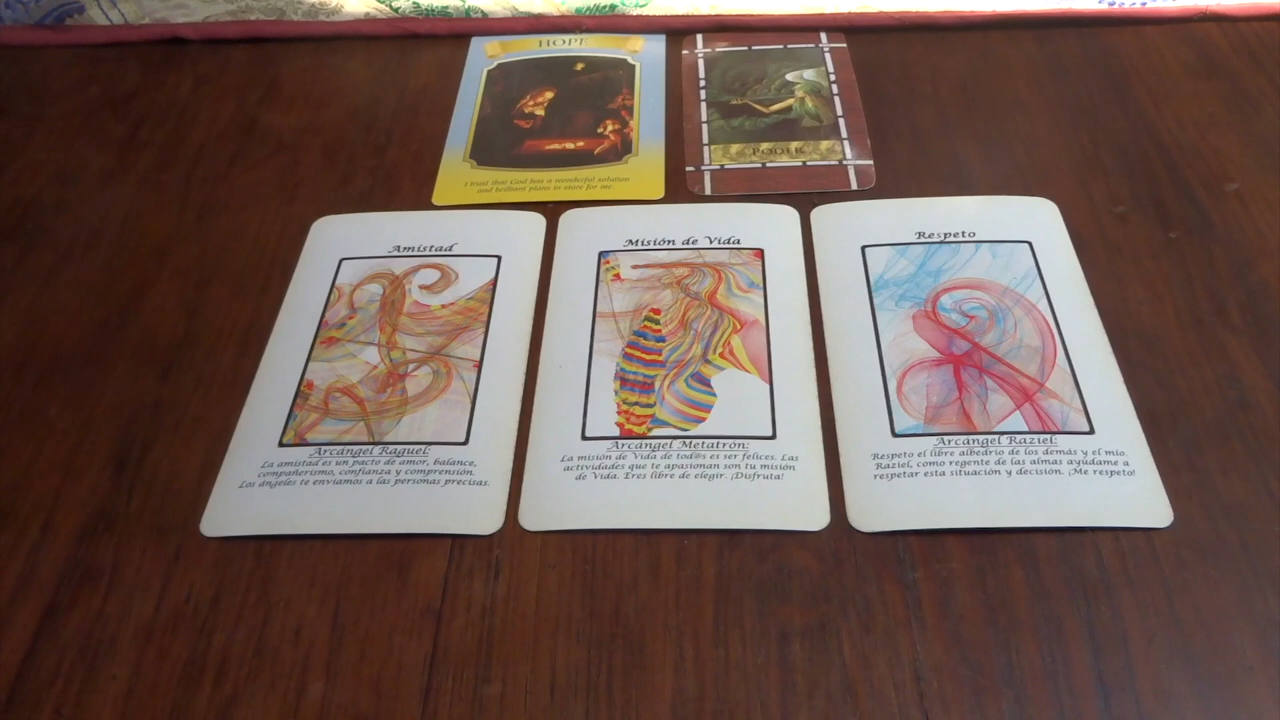 HOPE
I trust that God has a wonderful solution
and brilliant plans in store for me.
PODER
Amistad
Arcángel Raguel:
La amistad es un pacto de amor, balance,
compañerismo, confianza y comprensión.
Los ángeles te enviamos a las personas precisas.
Misión de Vida
Arcángel Metatrón:
La misión de Vida de tod@s es ser felices. Las
actividades que te apasionan son tu misión
de Vida. Eres libre de elegir. ¡Disfruta!
Respeto
Arcángel Raziel:
Respeto el libre albedrio de los demás y el mío.
Raziel, como regente de las almas ayúdame a
respetar esta situación y decisión. ¡Me respeto!